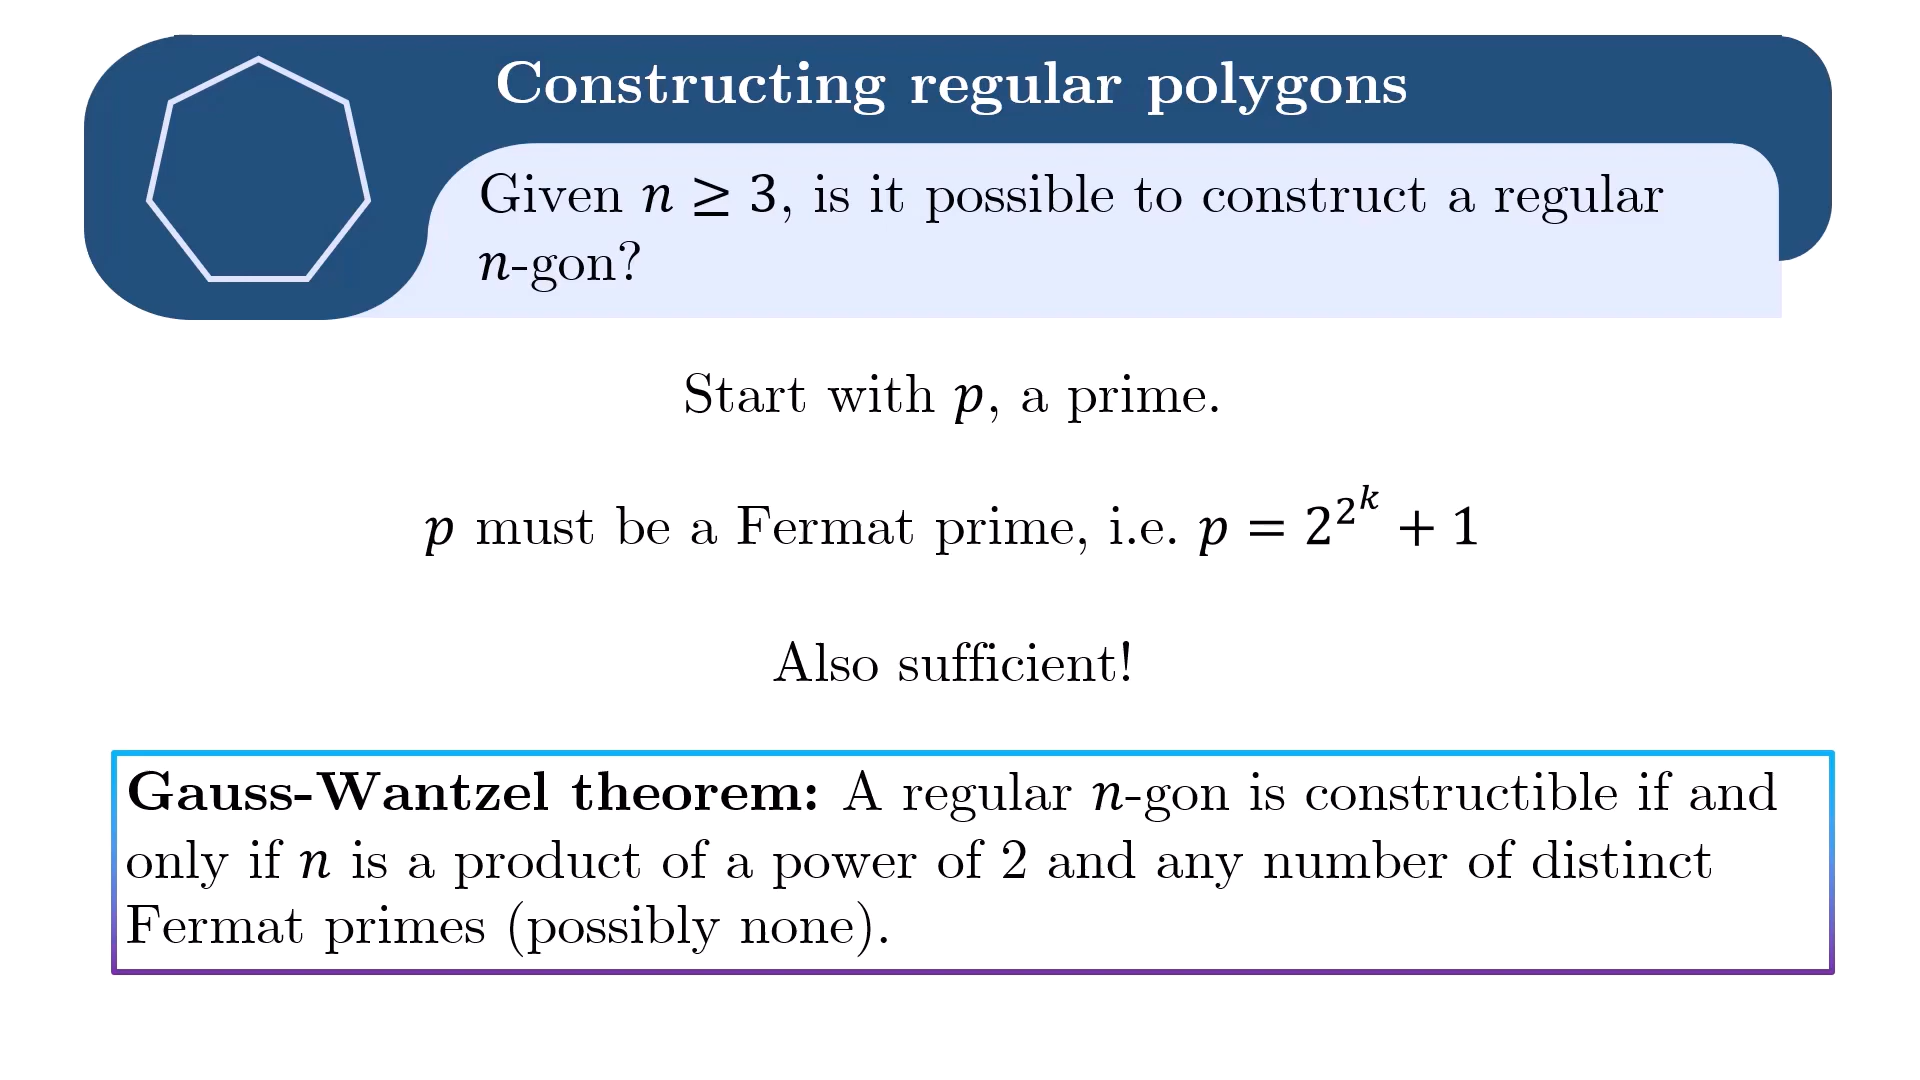 Constructing regular polygons
Given n ≥ 3, is it possible to construct a regular
n-gon?
Start with p, a prime.
p must be a Fermat prime, i.e. p = 2^{2^k} + 1
Also sufficient!
Gauss-Wantzel theorem: A regular n-gon is constructible if and
only if n is a product of a power of 2 and any number of distinct
Fermat primes (possibly none).